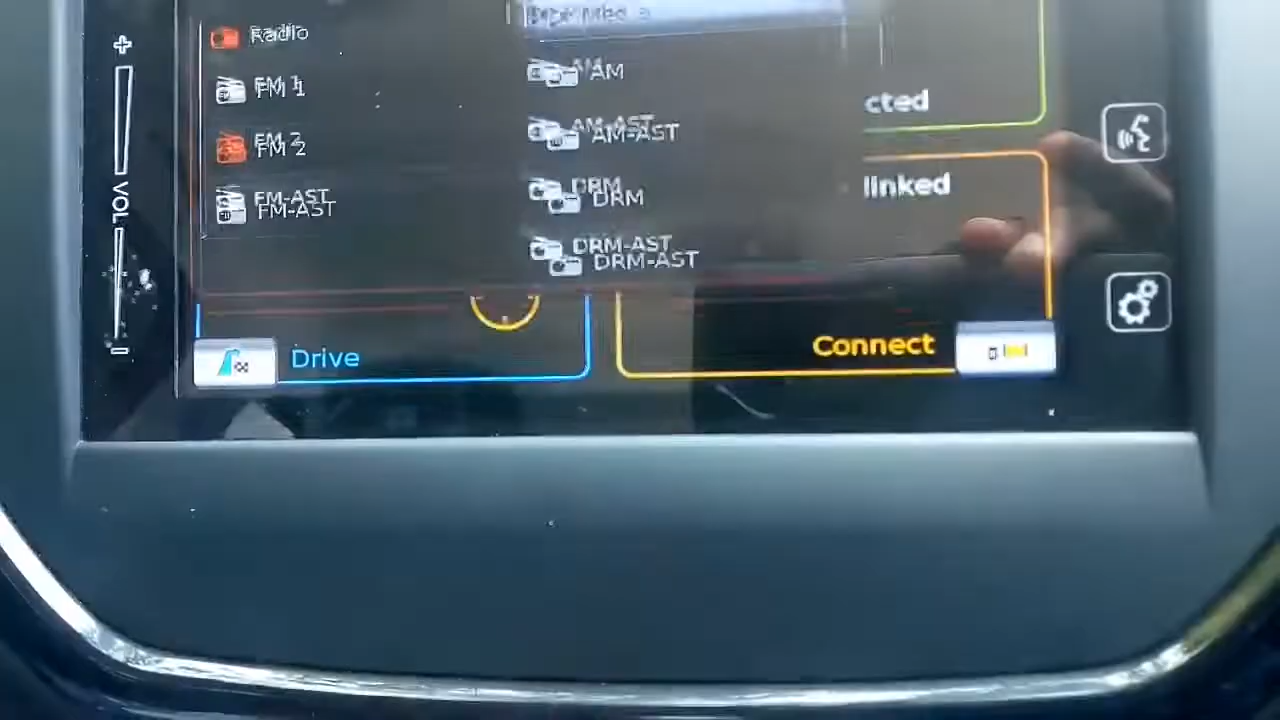 Radio
FM 1
FM 2
FM-AST
AM
AM-AST
DRM
DRM-AST
cted
linked
VOL
Drive
Connect